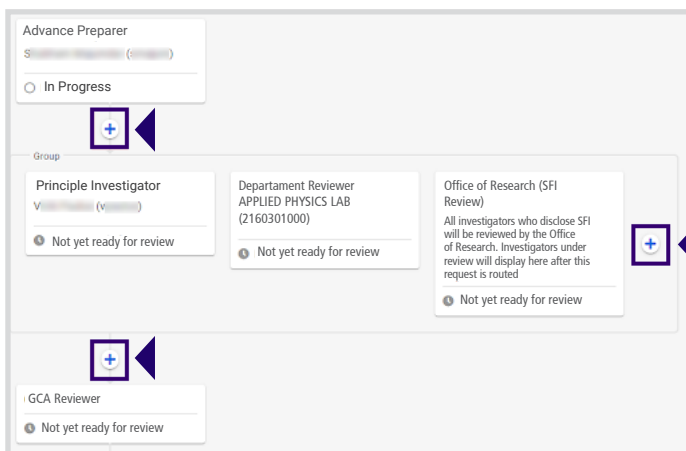 Advance Preparer
In Progress
Group
Principle Investigator
Not yet ready for review
Departament Reviewer
APPLIED PHYSICS LAB
(2160301000)
Not yet ready for review
Office of Research (SFI
Review)
All investigators who disclose SFI
will be reviewed by the Office
of Research. Investigators under
review will display here after this
request is routed
Not yet ready for review
GCA Reviewer
Not yet ready for review